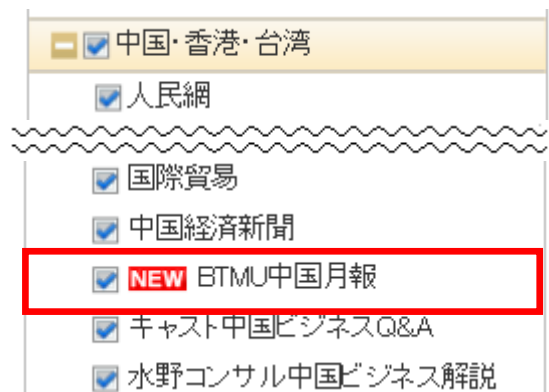 中国・香港・台湾
人民網
国際貿易
中国経済新聞
NEW BTMU中国月報
キャスト中国ビジネスQ&A
水野コンサル中国ビジネス解説